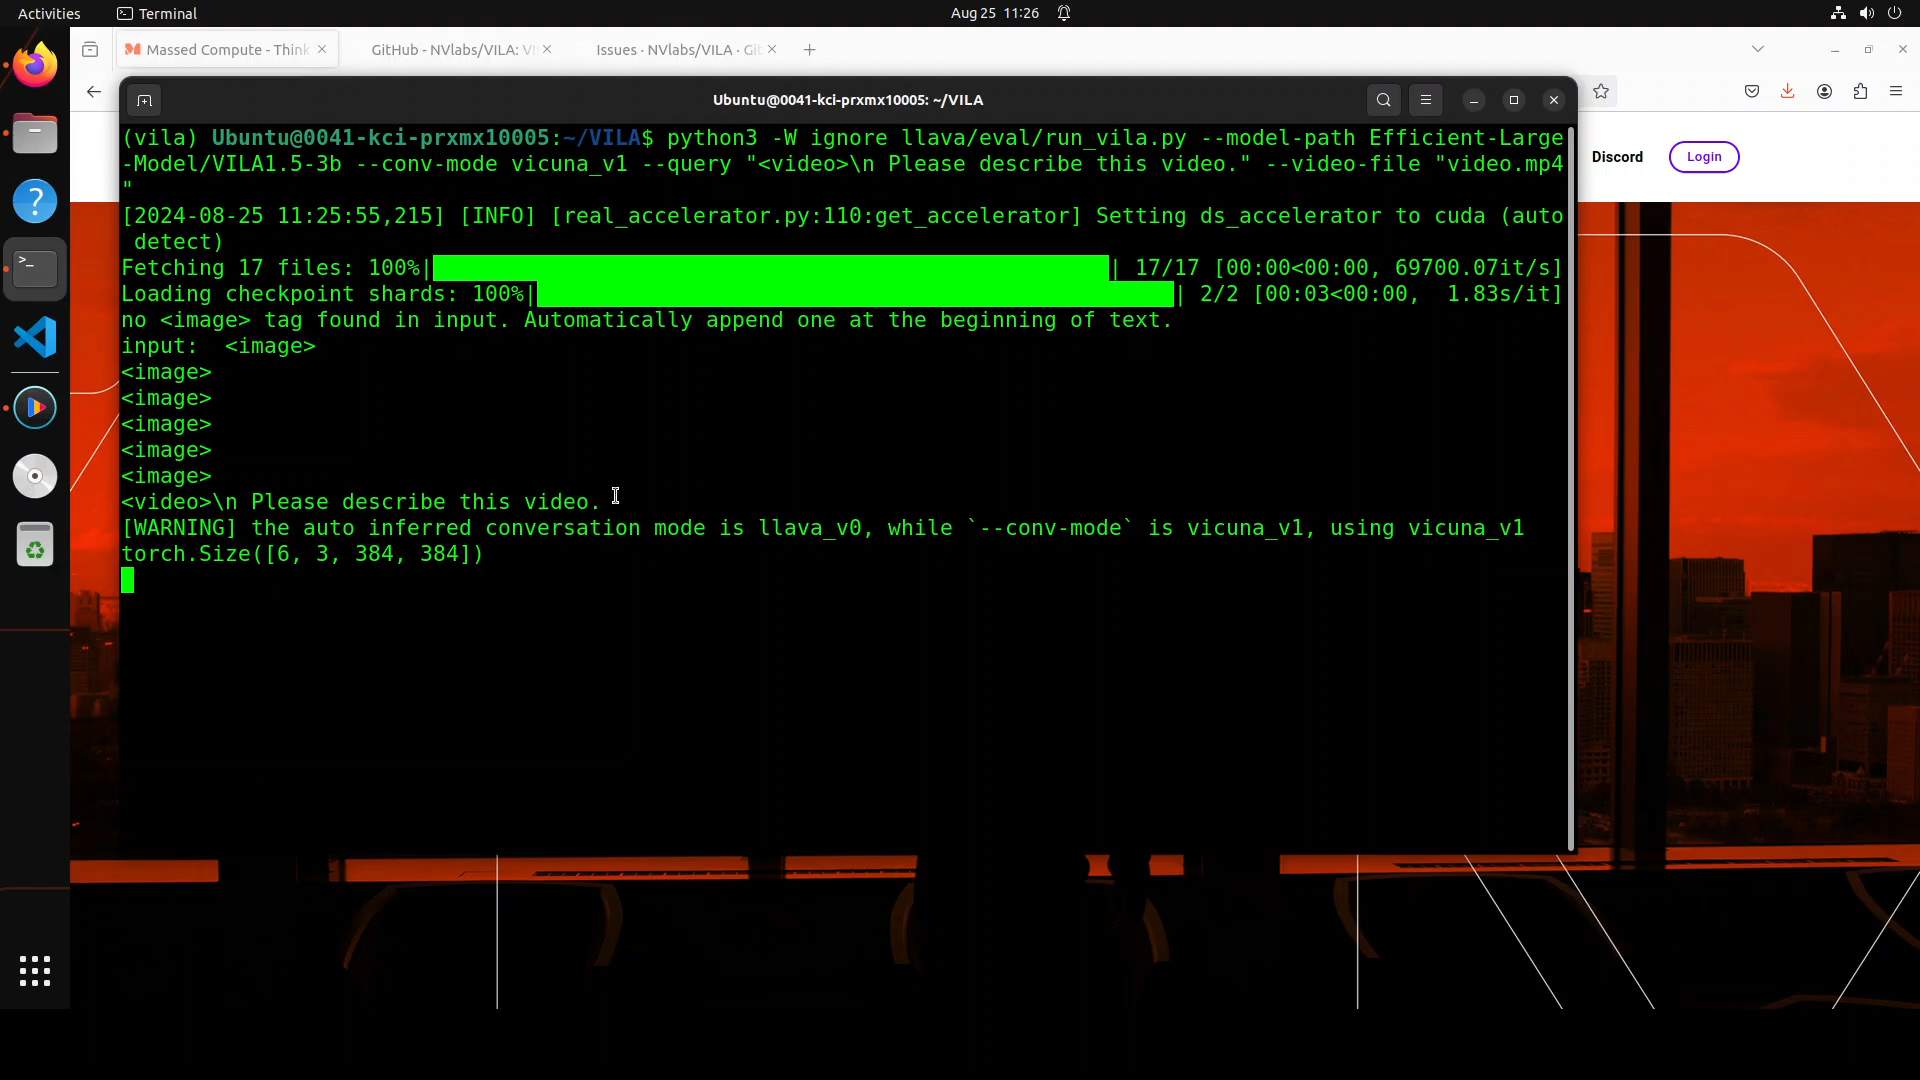 Activities
Terminal
Aug 25 11:26
Massed Compute - Think
GitHub - NVlabs/VILA: VI
Issues · NVlabs/VILA · Git
Ubuntu@0041-kci-prxmx10005: ~/VILA
Discord
Login
(vila) Ubuntu@0041-kci-prxmx10005:~/VILA$ python3 -W ignore llava/eval/run_vila.py --model-path Efficient-Large
-Model/VILA1.5-3b --conv-mode vicuna_v1 --query "<video>\n Please describe this video." --video-file "video.mp4
"
[2024-08-25 11:25:55,215] [INFO] [real_accelerator.py:110:get_accelerator] Setting ds_accelerator to cuda (auto
 detect)
Fetching 17 files: 100%|| 17/17 [00:00<00:00, 69700.07it/s]
Loading checkpoint shards: 100%|| 2/2 [00:03<00:00, 1.83s/it]
no <image> tag found in input. Automatically append one at the beginning of text.
input:  <image>
<image>
<image>
<image>
<image>
<image>
<video>\n Please describe this video.
[WARNING] the auto inferred conversation mode is llava_v0, while `--conv-mode` is vicuna_v1, using vicuna_v1
torch.Size([6, 3, 384, 384])